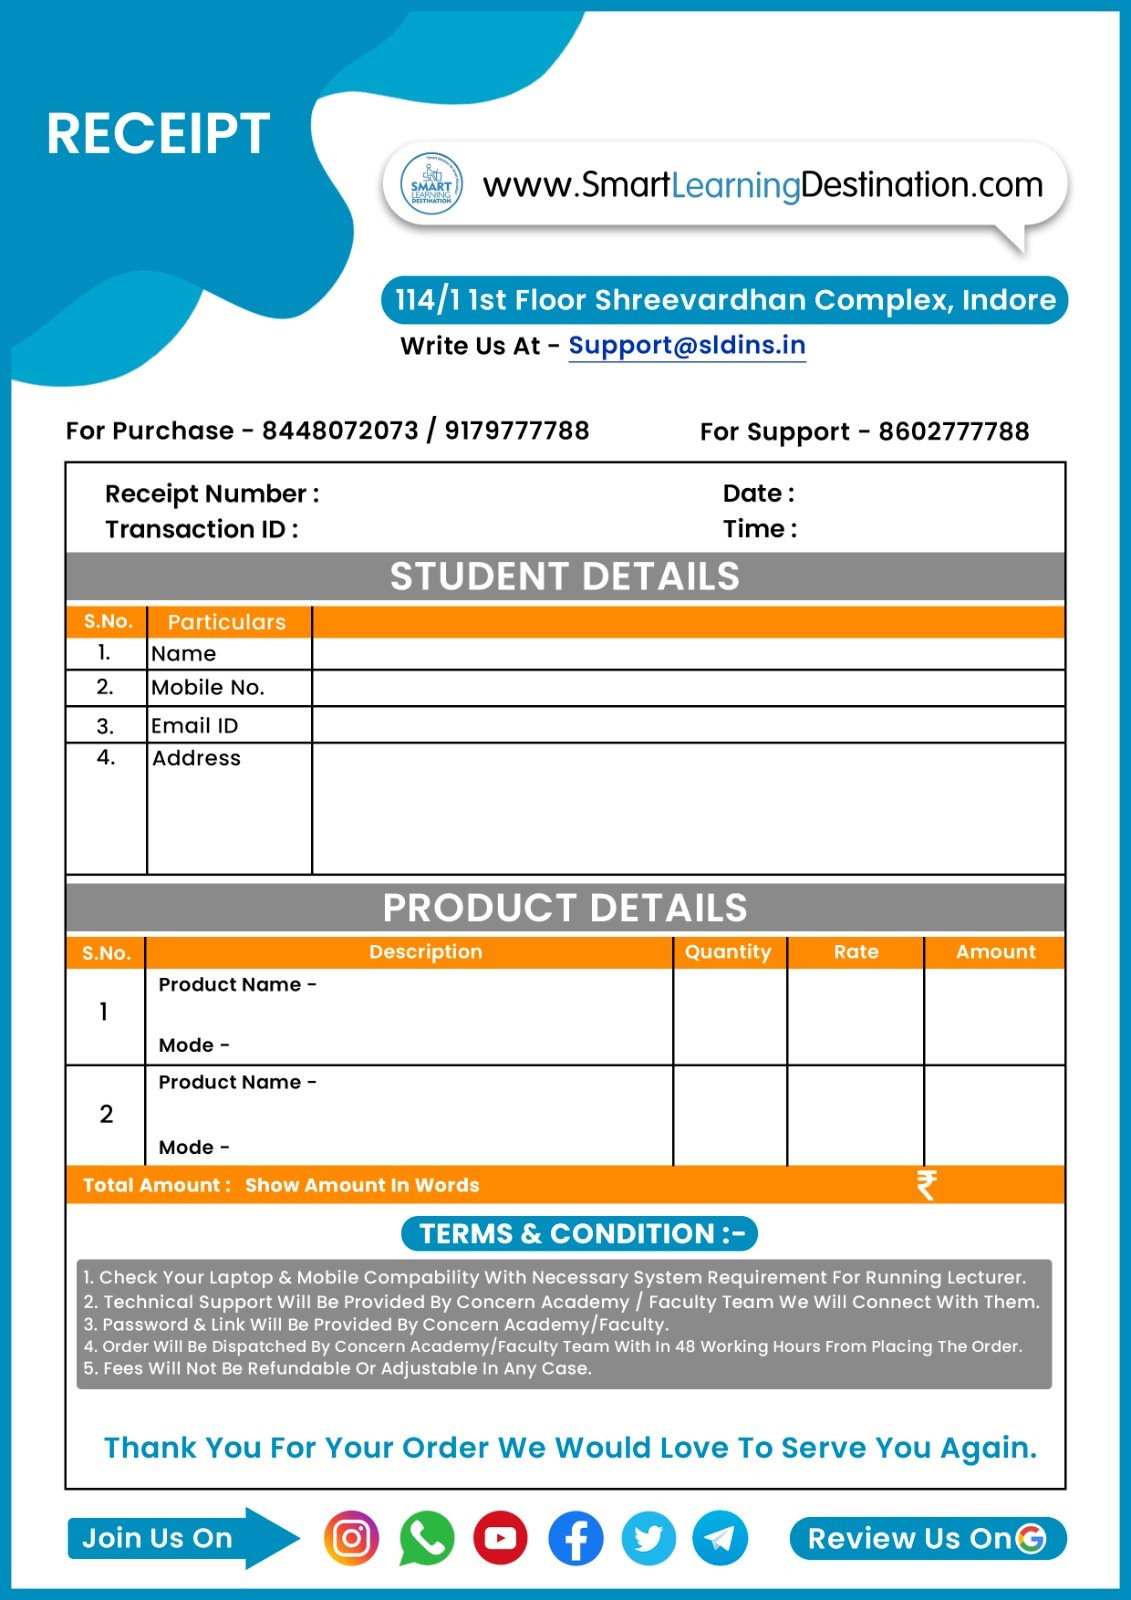 RECEIPT
SMART
LEARNING
DESTINATION
www.SmartLearningDestination.com
114/1 1st Floor Shreevardhan Complex, Indore
Write Us At - Support@sldins.in
For Purchase - 8448072073 / 9179777788 For Support - 8602777788
Receipt Number : Date :
Transaction ID : Time :
STUDENT DETAILS
S.No. Particulars
1. Name
2. Mobile No.
3. Email ID
4. Address
PRODUCT DETAILS
S.No. Description Quantity Rate Amount
Product Name -
1
Mode -
Product Name -
2
Mode -
Total Amount : Show Amount In Words ₹
TERMS & CONDITION :-
1. Check Your Laptop & Mobile Compability With Necessary System Requirement For Running Lecturer.
2. Technical Support Will Be Provided By Concern Academy / Faculty Team We Will Connect With Them.
3. Password & Link Will Be Provided By Concern Academy/Faculty.
4. Order Will Be Dispatched By Concern Academy/Faculty Team With In 48 Working Hours From Placing The Order.
5. Fees Will Not Be Refundable Or Adjustable In Any Case.
Thank You For Your Order We Would Love To Serve You Again.
Join Us On Review Us On